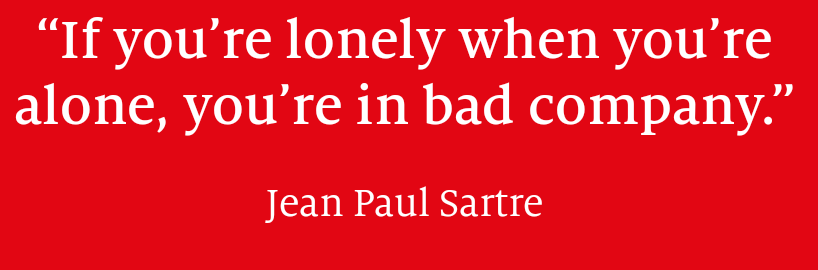 “If you’re lonely when you’re
alone, you’re in bad company.”
Jean Paul Sartre